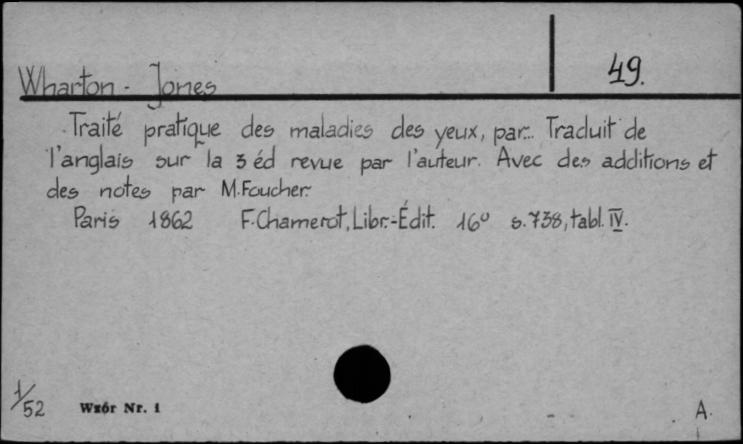 49.
Wharton - Jones
Traité pratique des maladies des yeux, par... Traduit de
l'anglais sur la 3 éd revue par l'auteur. Avec des additions et
des notes par M. Foucher.
Paris 1862 F. Chamerot, Libr.-Édit. 16° s. 738, tabl. IV.
1/52 Wzór Nr. 1 A.